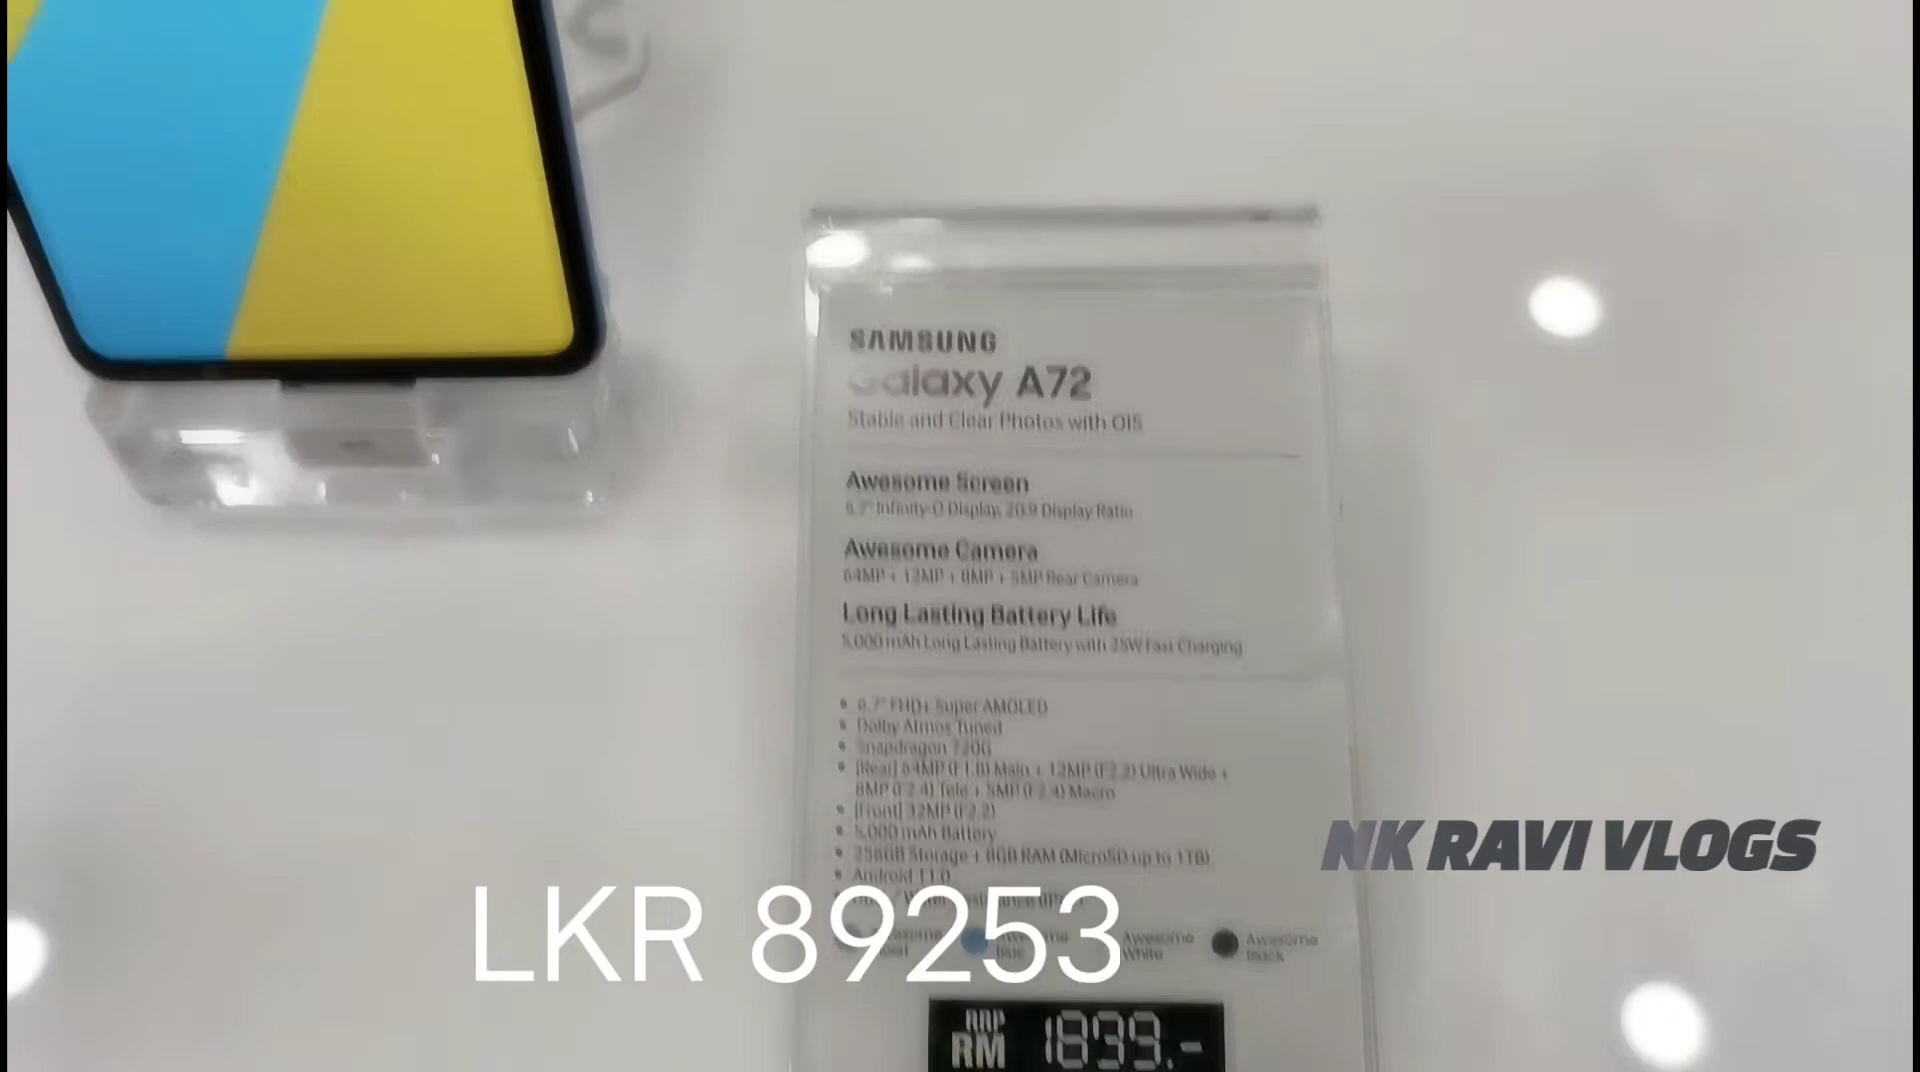 SAMSUNG
Galaxy A72
Stable and Clear Photos with OIS
Awesome Screen
6.7" Infinity-O Display, 20:9 Display Ratio
Awesome Camera
64MP + 12MP + 8MP + 5MP Rear Camera
Long Lasting Battery Life
5,000 mAh Long Lasting Battery with 25W Fast Charging
• 6.7" FHD+ Super AMOLED
• Dolby Atmos Tuned
• Snapdragon 720G
• [Rear] 64MP (F1.8) Main + 12MP (F2.2) Ultra Wide +
8MP (F2.4) Tele + 5MP (F2.4) Macro
• [Front] 32MP (F2.2)
• 5,000 mAh Battery
• 256GB Storage + 8GB RAM (MicroSD up to 1TB)
• Android 11.0
NK RAVI VLOGS
LKR 89253
Awesome
Blue
Awesome
White
Awesome
Black
RRP
RM 1899.-